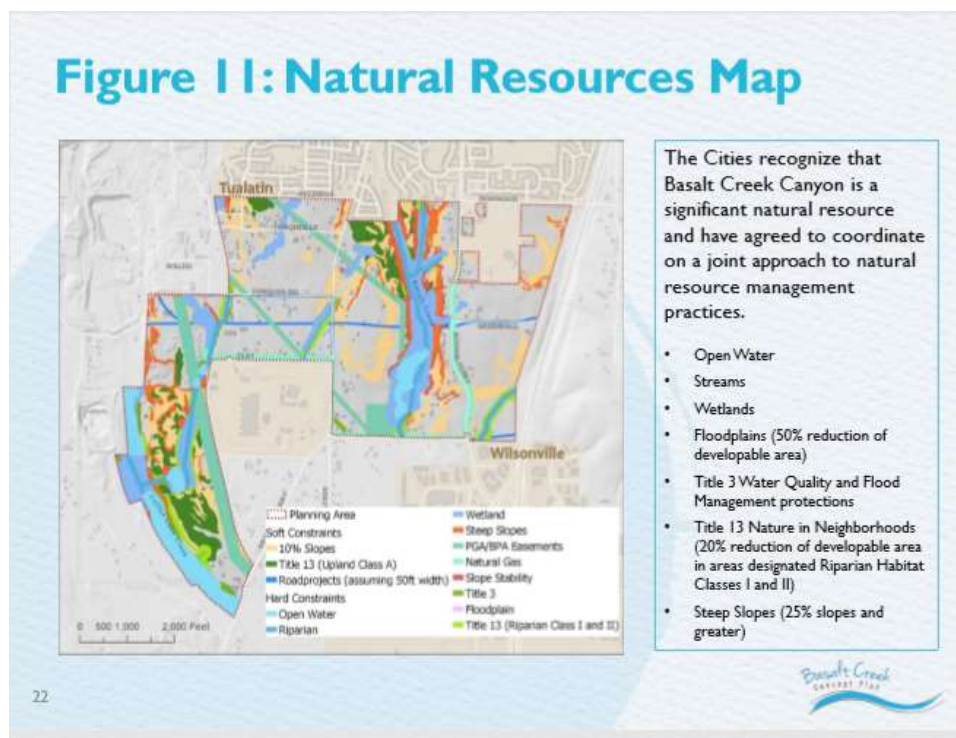 Figure 11: Natural Resources Map
Tualatin
Wilsonville
Planning Area
Soft Constraints
10% Slopes
Title 13 (Upland Class A)
Roadprojects (assuming 50ft width)
Hard Constraints
Open Water
Riparian
Wetland
Steep Slopes
PGA/BPA Easements
Natural Gas
Slope Stability
Title 3
Floodplain
Title 13 (Riparian Class I and II)
0 500 1,000 2,000 Feet
The Cities recognize that
Basalt Creek Canyon is a
significant natural resource
and have agreed to coordinate
on a joint approach to natural
resource management
practices.
• Open Water
• Streams
• Wetlands
• Floodplains (50% reduction of
developable area)
• Title 3 Water Quality and Flood
Management protections
• Title 13 Nature in Neighborhoods
(20% reduction of developable area
in areas designated Riparian Habitat
Classes I and II)
• Steep Slopes (25% slopes and
greater)
22
Basalt Creek
Concept Plan